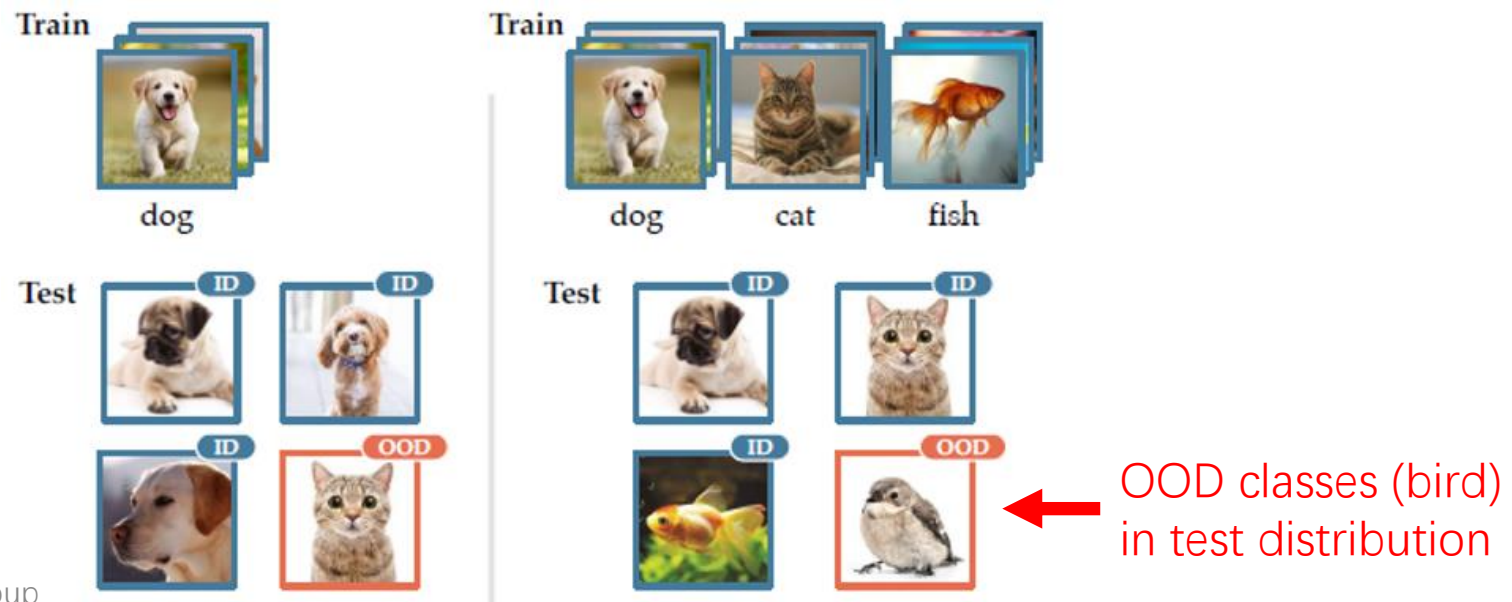 Train
dog
Test
ID
ID
ID
OOD
Train
dog cat fish
Test
ID
ID
ID
OOD
OOD classes (bird)
in test distribution